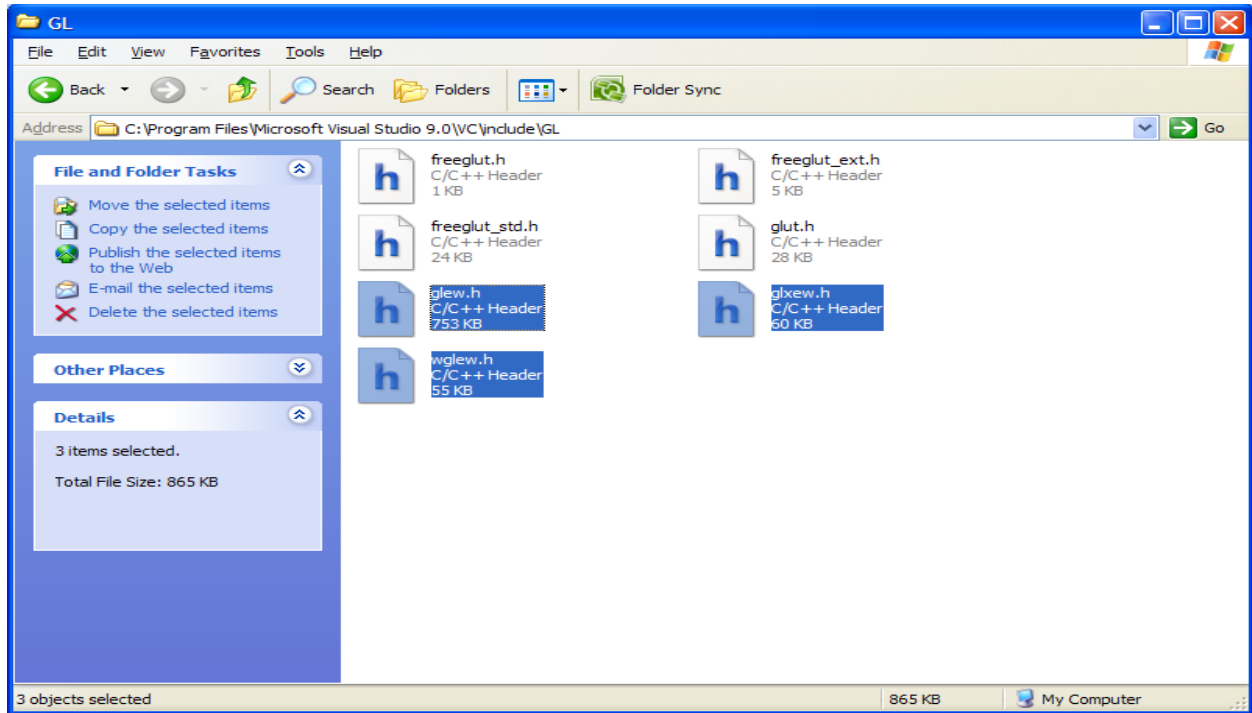 GL
File Edit View Favorites Tools Help
Back Search Folders Folder Sync
Address C:\Program Files\Microsoft Visual Studio 9.0\VC\include\GL Go
File and Folder Tasks
Move the selected items
Copy the selected items
Publish the selected items
to the Web
E-mail the selected items
Delete the selected items
Other Places
Details
3 items selected.
Total File Size: 865 KB
freeglut.h
C/C++ Header
1 KB
freeglut_ext.h
C/C++ Header
5 KB
freeglut_std.h
C/C++ Header
24 KB
glut.h
C/C++ Header
28 KB
glew.h
C/C++ Header
753 KB
glxew.h
C/C++ Header
60 KB
wglew.h
C/C++ Header
55 KB
3 objects selected 865 KB My Computer